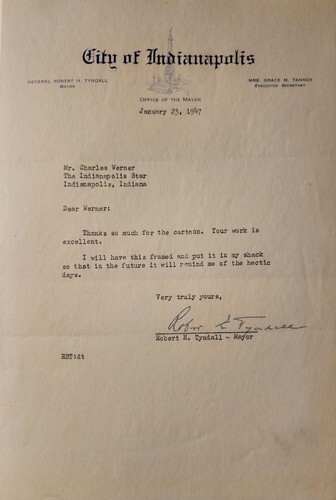 City of Indianapolis
GENERAL ROBERT H. TYNDALL
MAYOR
MRS. GRACE M. TANNER
EXECUTIVE SECRETARY
OFFICE OF THE MAYOR
January 23, 1947
Mr. Charles Werner
The Indianapolis Star
Indianapolis, Indiana
Dear Werner:
Thanks so much for the cartoon. Your work is
excellent.
I will have this framed and put it in my shack
so that in the future it will remind me of the hectic
days.
Very truly yours,
Robt H Tyndall
Robert H. Tyndall - Mayor
RHT:dt